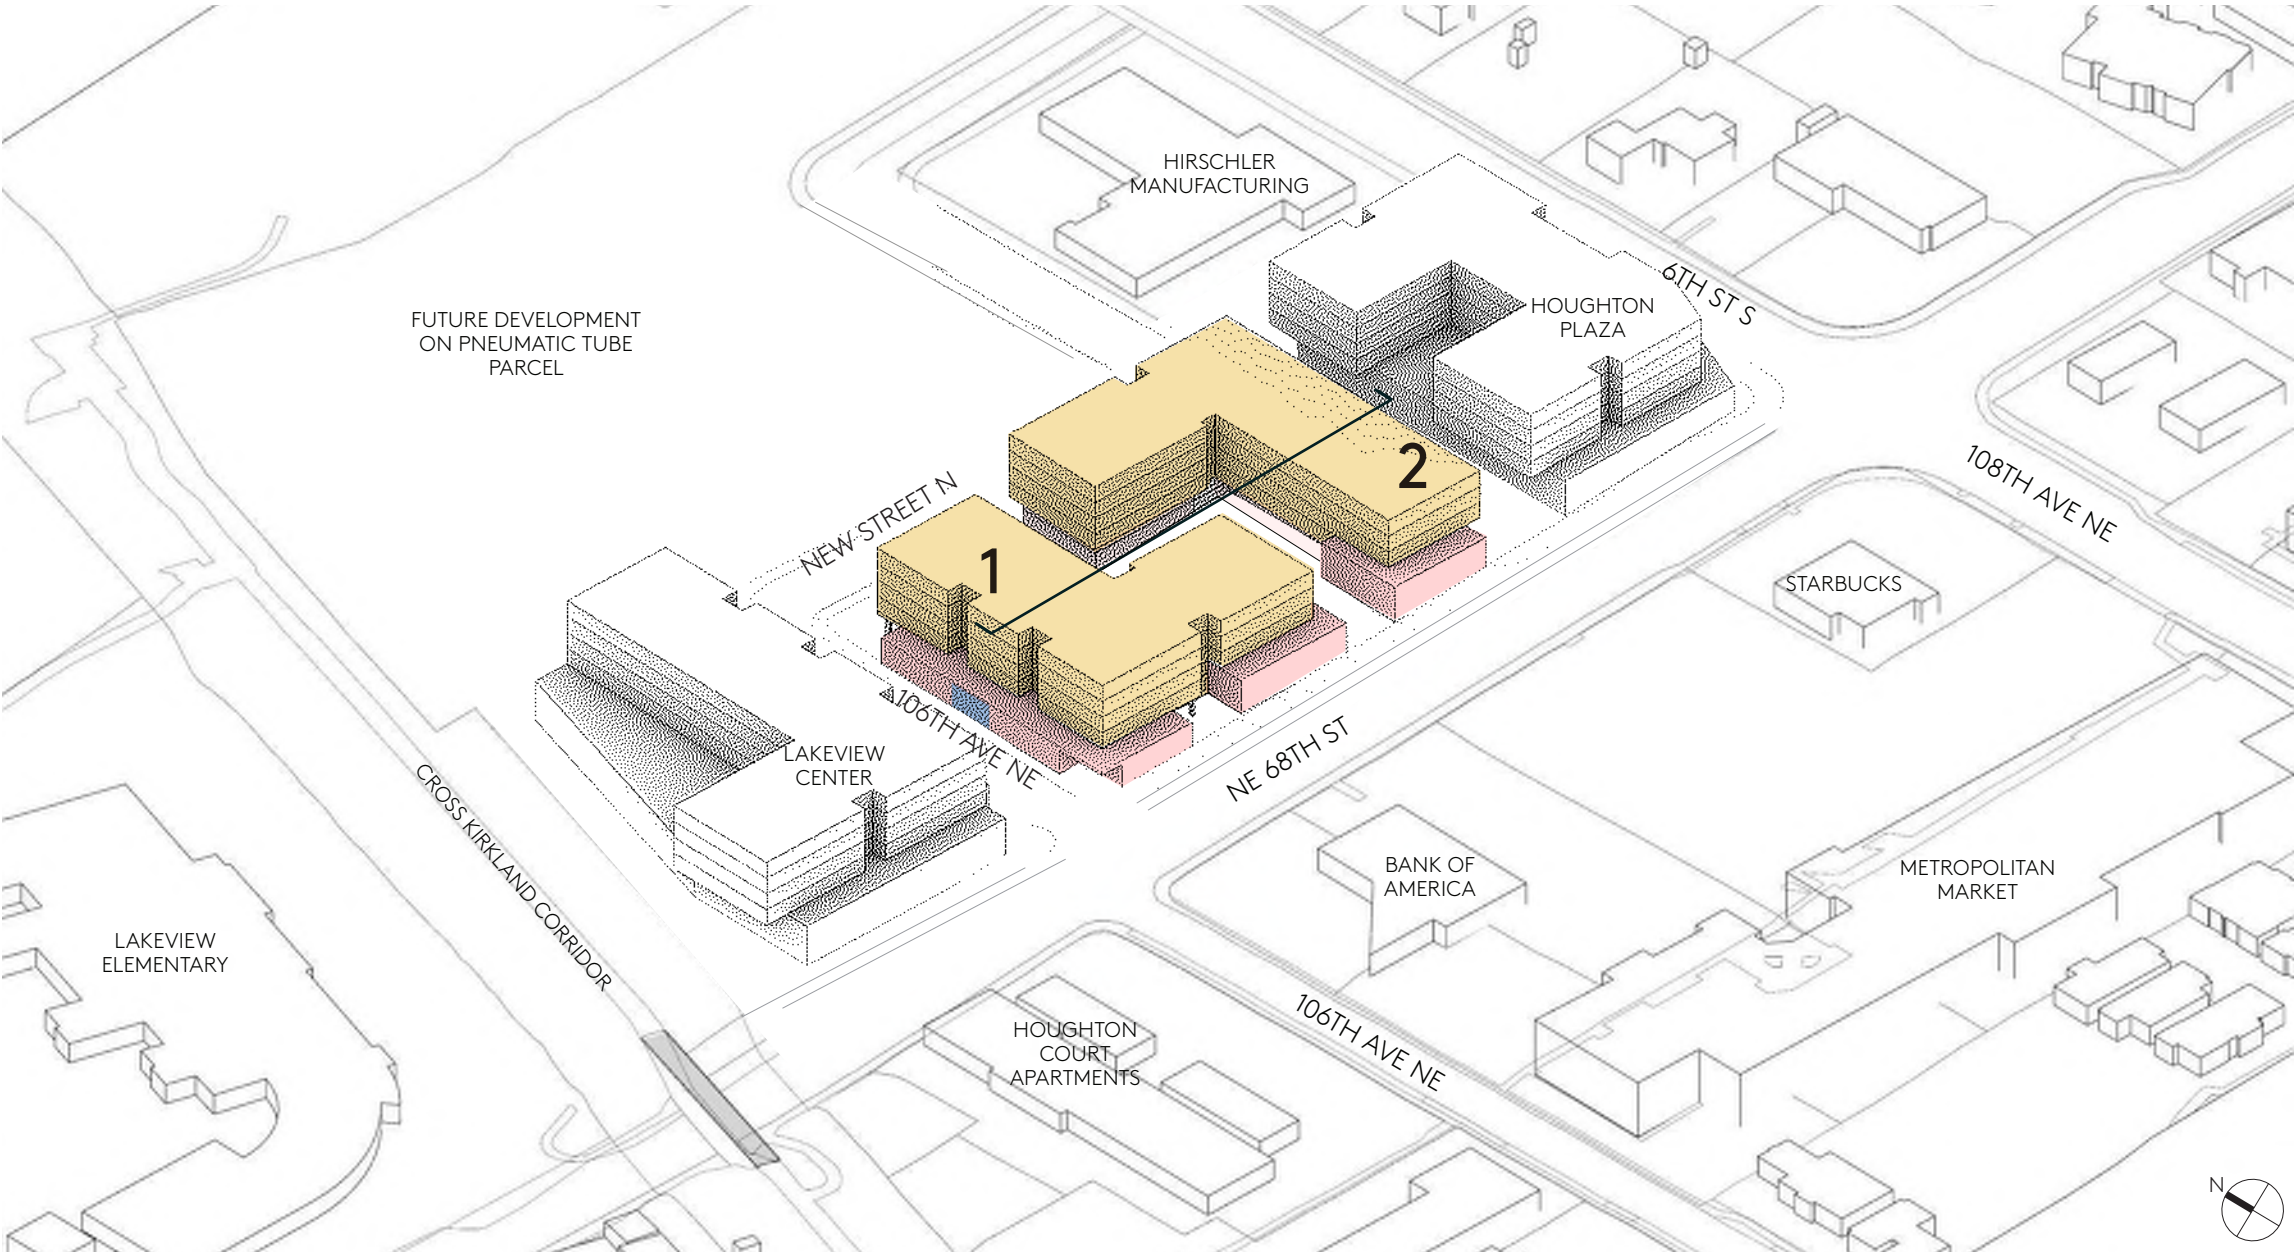 HIRSCHLER
MANUFACTURING
6TH ST S
HOUGHTON
PLAZA
FUTURE DEVELOPMENT
ON PNEUMATIC TUBE
PARCEL
2
108TH AVE NE
NEW STREET N
1
STARBUCKS
106TH AVE NE
NE 68TH ST
LAKEVIEW
CENTER
CROSS KIRKLAND CORRIDOR
BANK OF
AMERICA
METROPOLITAN
MARKET
LAKEVIEW
ELEMENTARY
HOUGHTON
COURT
APARTMENTS
106TH AVE NE
N